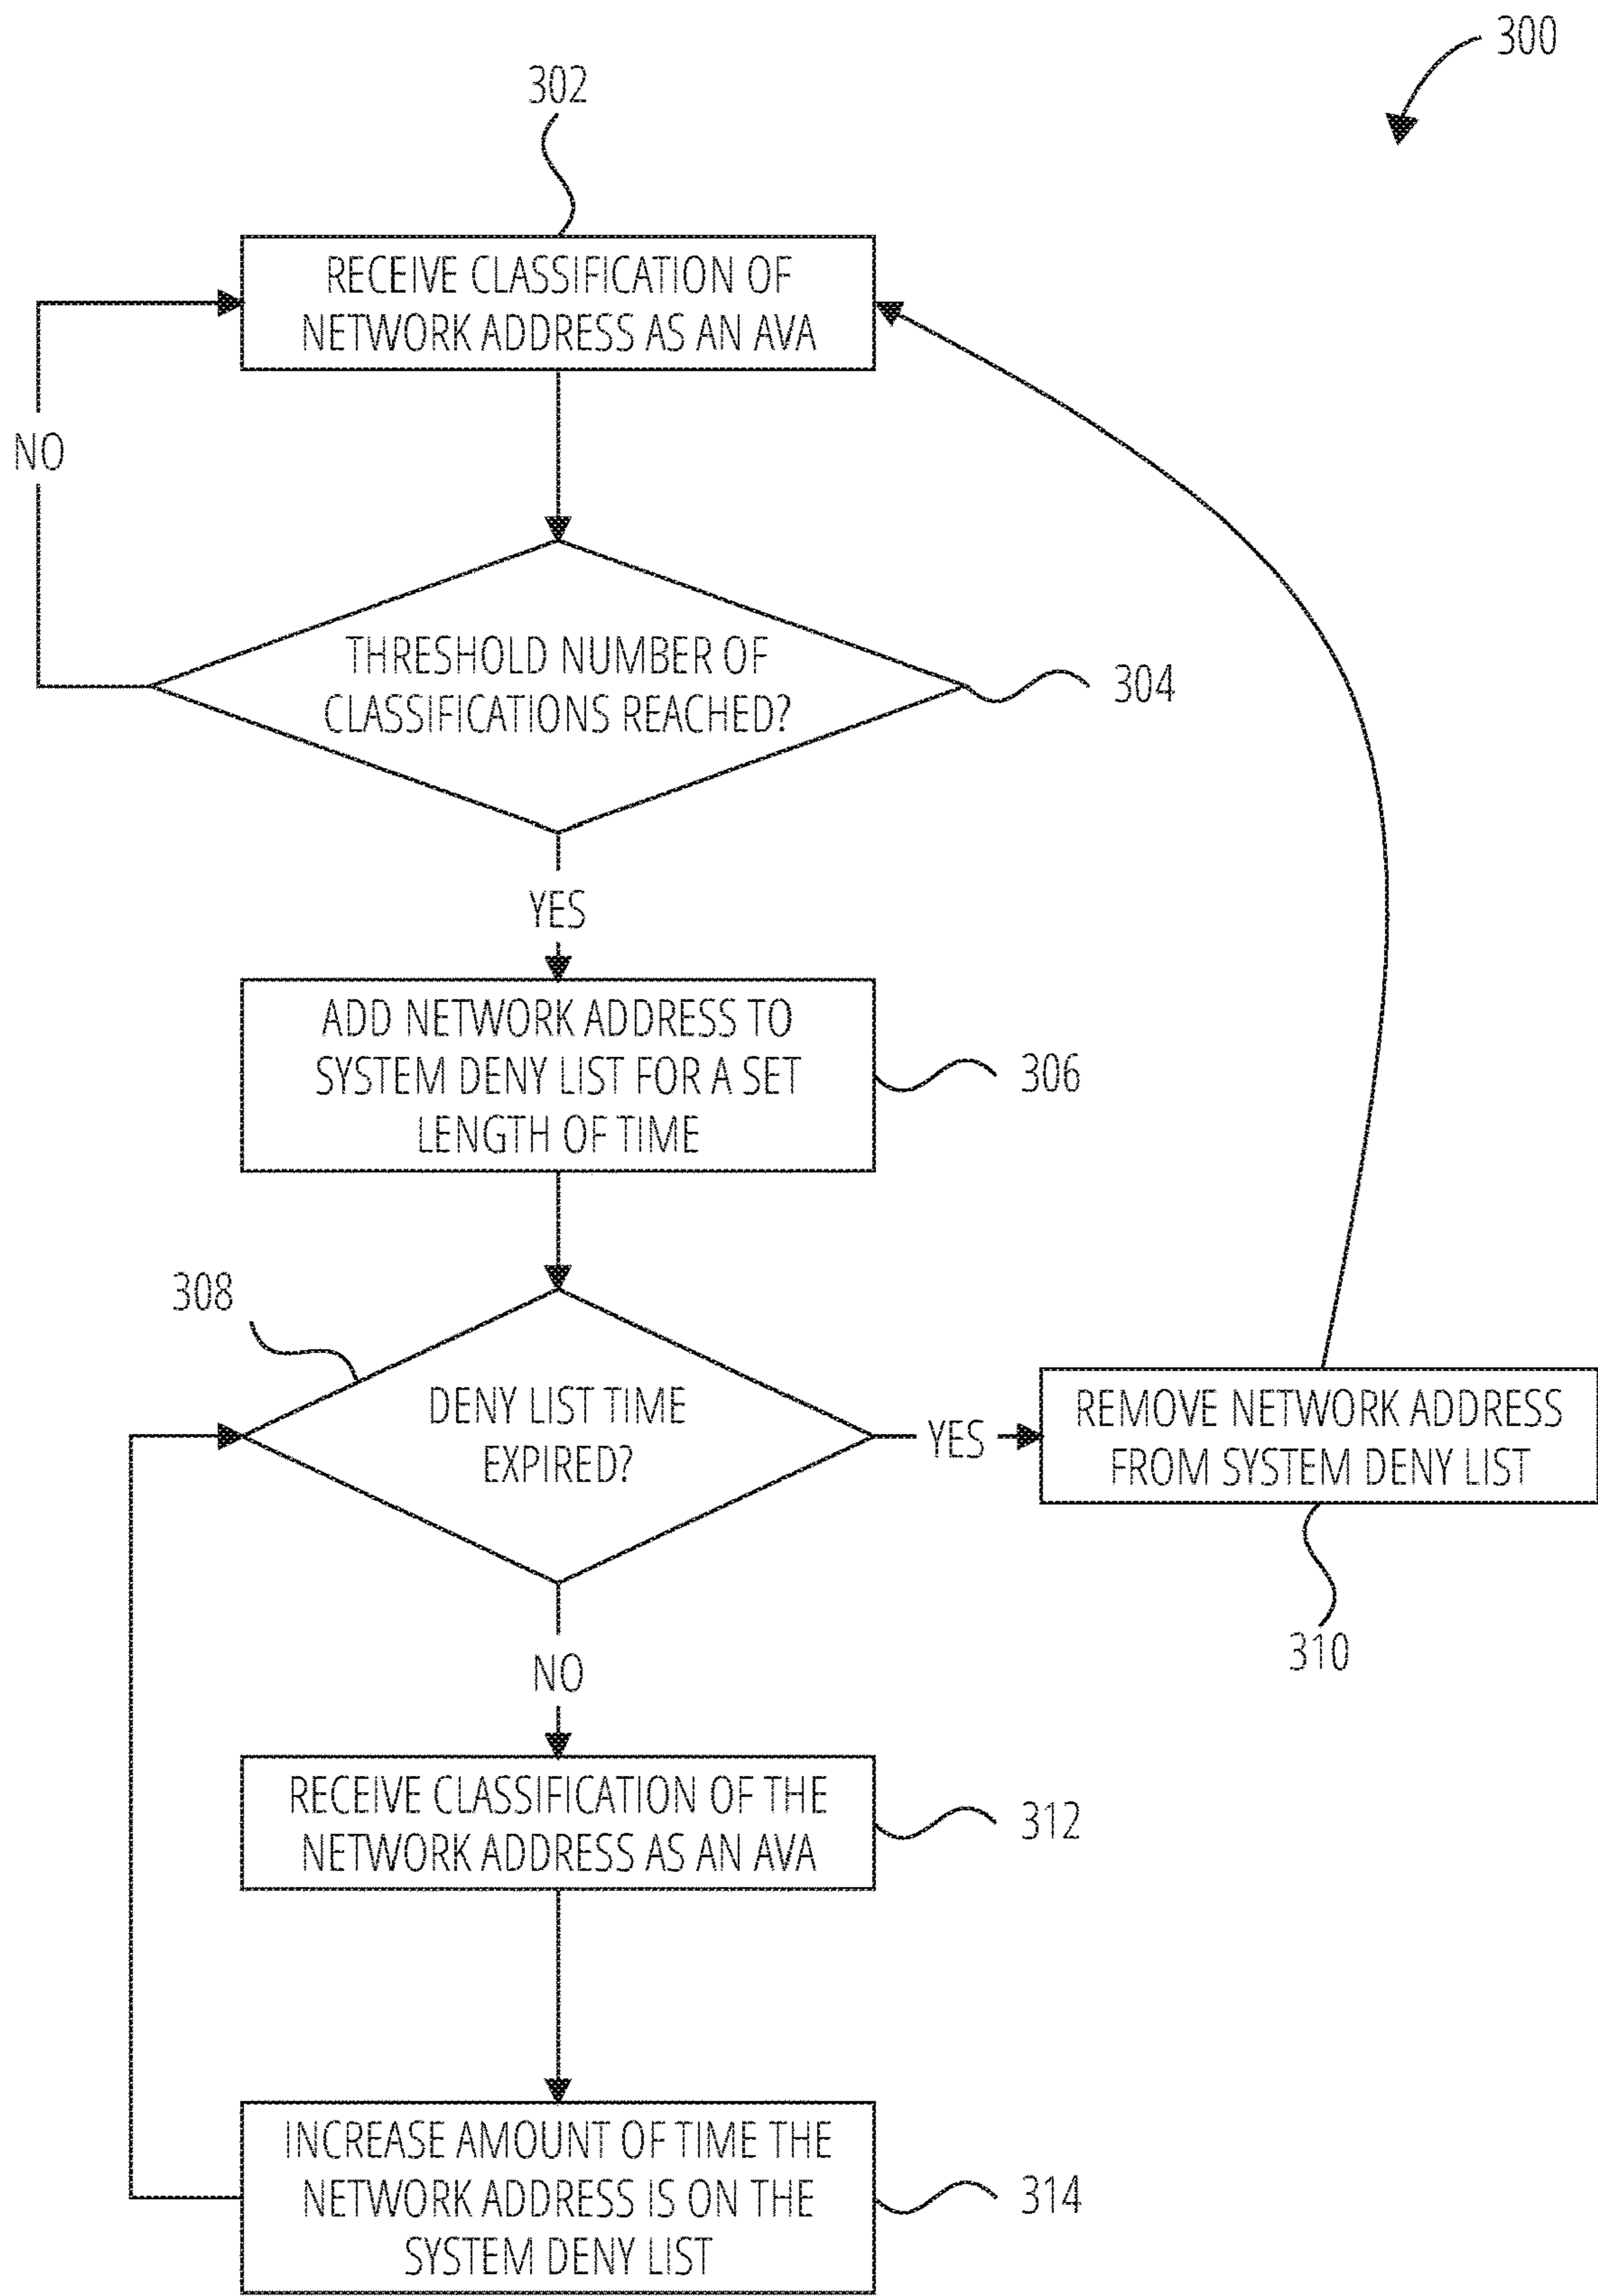 300
302
RECEIVE CLASSIFICATION OF
NETWORK ADDRESS AS AN AVA
NO
THRESHOLD NUMBER OF
CLASSIFICATIONS REACHED?
304
YES
ADD NETWORK ADDRESS TO
SYSTEM DENY LIST FOR A SET
LENGTH OF TIME
306
308
DENY LIST TIME
EXPIRED?
YES
REMOVE NETWORK ADDRESS
FROM SYSTEM DENY LIST
310
NO
RECEIVE CLASSIFICATION OF THE
NETWORK ADDRESS AS AN AVA
312
INCREASE AMOUNT OF TIME THE
NETWORK ADDRESS IS ON THE
SYSTEM DENY LIST
314